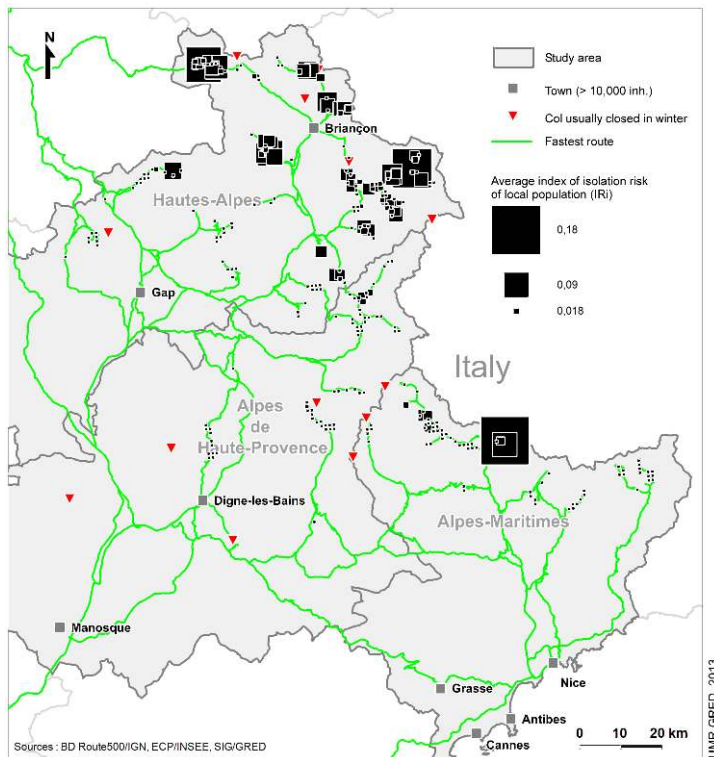 N
Study area
Town (> 10,000 inh.)
Col usually closed in winter
Fastest route
Average index of isolation risk
of local population (IRi)
0,18
0,09
0,018
Briançon
Hautes-Alpes
Gap
Italy
Alpes
de
Haute-Provence
Digne-les-Bains
Alpes-Maritimes
Manosque
Nice
Grasse
Antibes
Cannes
0 10 20 km
Sources : BD Route500/IGN, ECP/INSEE, SIG/GRED
UMR GRED, 2013